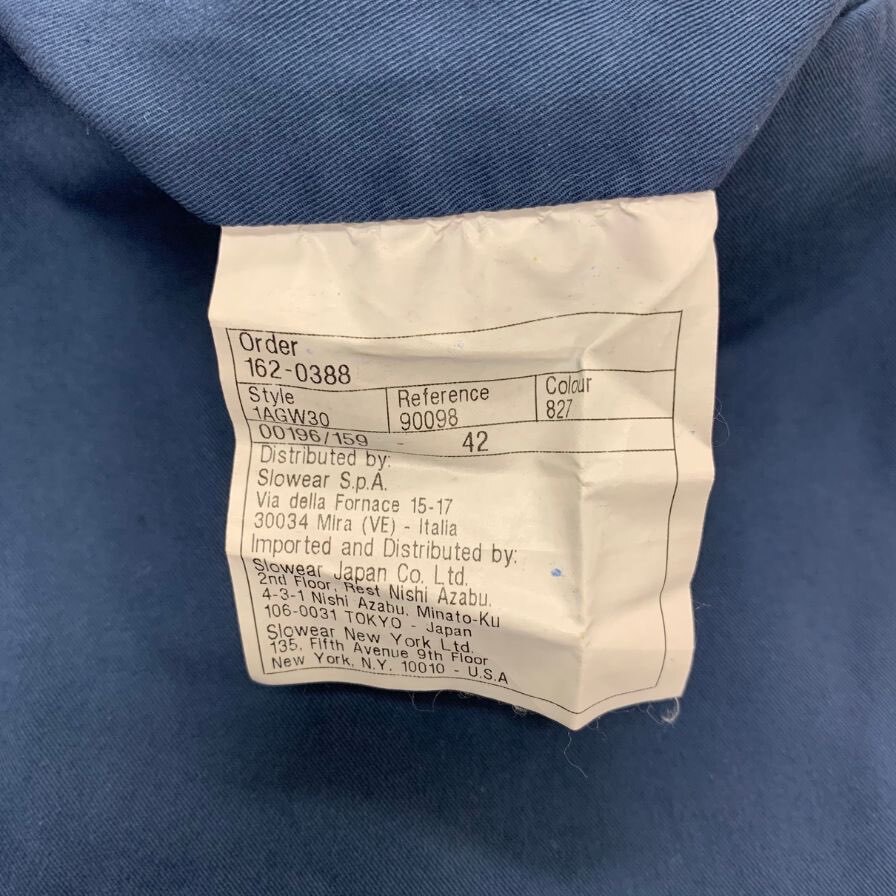 Order
162-0388
Style Reference Colour
1AGW30 90098 827
00196/159 - 42
Distributed by:
Slowear S.p.A.
Via della Fornace 15-17
30034 Mira (VE) - Italia
Imported and Distributed by:
Slowear Japan Co. Ltd.
2nd Floor, Rest Nishi Azabu,
4-3-1 Nishi Azabu, Minato-Ku
106-0031 TOKYO - Japan
Slowear New York Ltd.
135, Fifth Avenue 9th Floor
New York, N.Y. 10010 - U.S.A